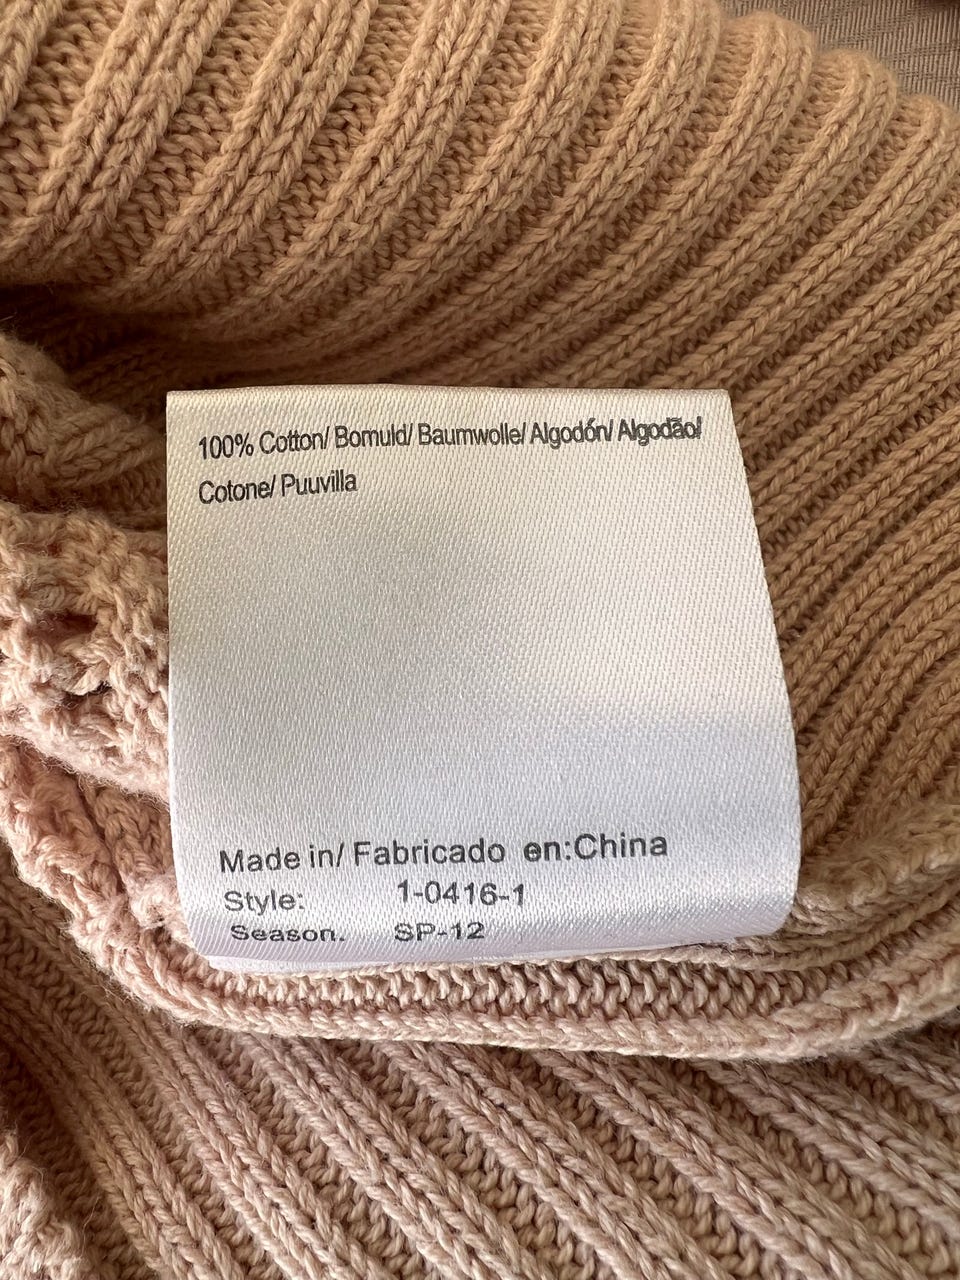 100% Cotton/ Bomuld/ Baumwolle/ Algodón/ Algodão/
Cotone/ Puuvilla
Made in/ Fabricado en:China
Style: 1-0416-1
Season. SP-12